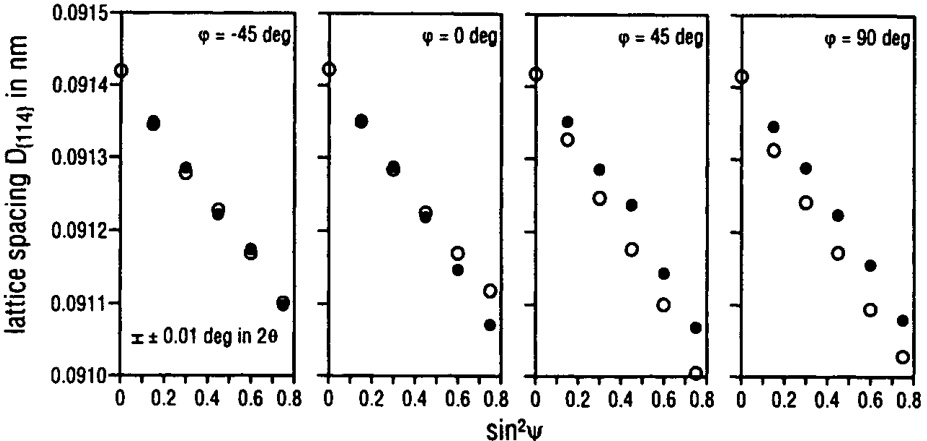 lattice spacing D{114} in nm
0.0915
0.0914
0.0913
0.0912
0.0911
0.0910
φ = -45 deg
φ = 0 deg
φ = 45 deg
φ = 90 deg
± 0.01 deg in 2θ
0 0.2 0.4 0.6 0.8
0 0.2 0.4 0.6 0.8
0 0.2 0.4 0.6 0.8
0 0.2 0.4 0.6 0.8
sin²ψ